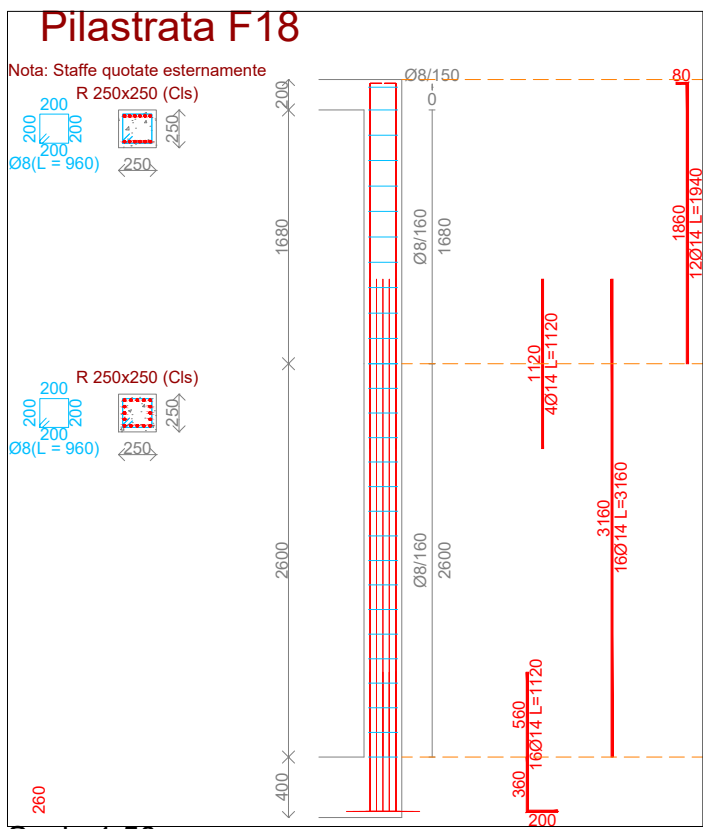 Pilastrata F18
Nota: Staffe quotate esternamente
R 250x250 (Cls)
200
200
200
200
Ø8(L = 960)
250
250
200
Ø8/150
0
80
1680
Ø8/160
1680
1860
12Ø14 L=1940
1120
4Ø14 L=1120
R 250x250 (Cls)
200
200
200
200
Ø8(L = 960)
250
250
2600
Ø8/160
2600
3160
16Ø14 L=3160
560
16Ø14 L=1120
360
200
400
260